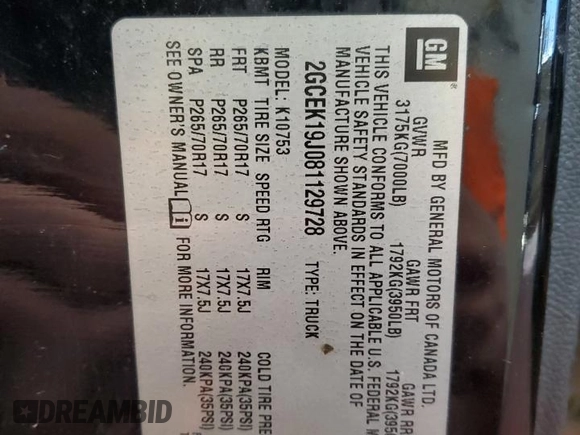 GM
MFD BY GENERAL MOTORS OF CANADA LTD.
GVWR GAWR FRT GAWR RR
3175KG(7000LB) 1792KG(3950LB) 1792KG(3950
THIS VEHICLE CONFORMS TO ALL APPLICABLE U.S. FEDERAL M
VEHICLE SAFETY STANDARDS IN EFFECT ON THE DATE OF
MANUFACTURE SHOWN ABOVE.
2GCEK19J081129728 TYPE: TRUCK
MODEL: K10753
KBMT TIRE SIZE SPEED RTG RIM COLD TIRE PRE
FRT P265/70R17 S 17X7.5J 240KPA(35PSI)
RR P265/70R17 S 17X7.5J 240KPA(35PSI)
SPA P265/70R17 S 17X7.5J 240KPA(35PSI)
SEE OWNER'S MANUAL i FOR MORE INFORMATION.
DREAMBID